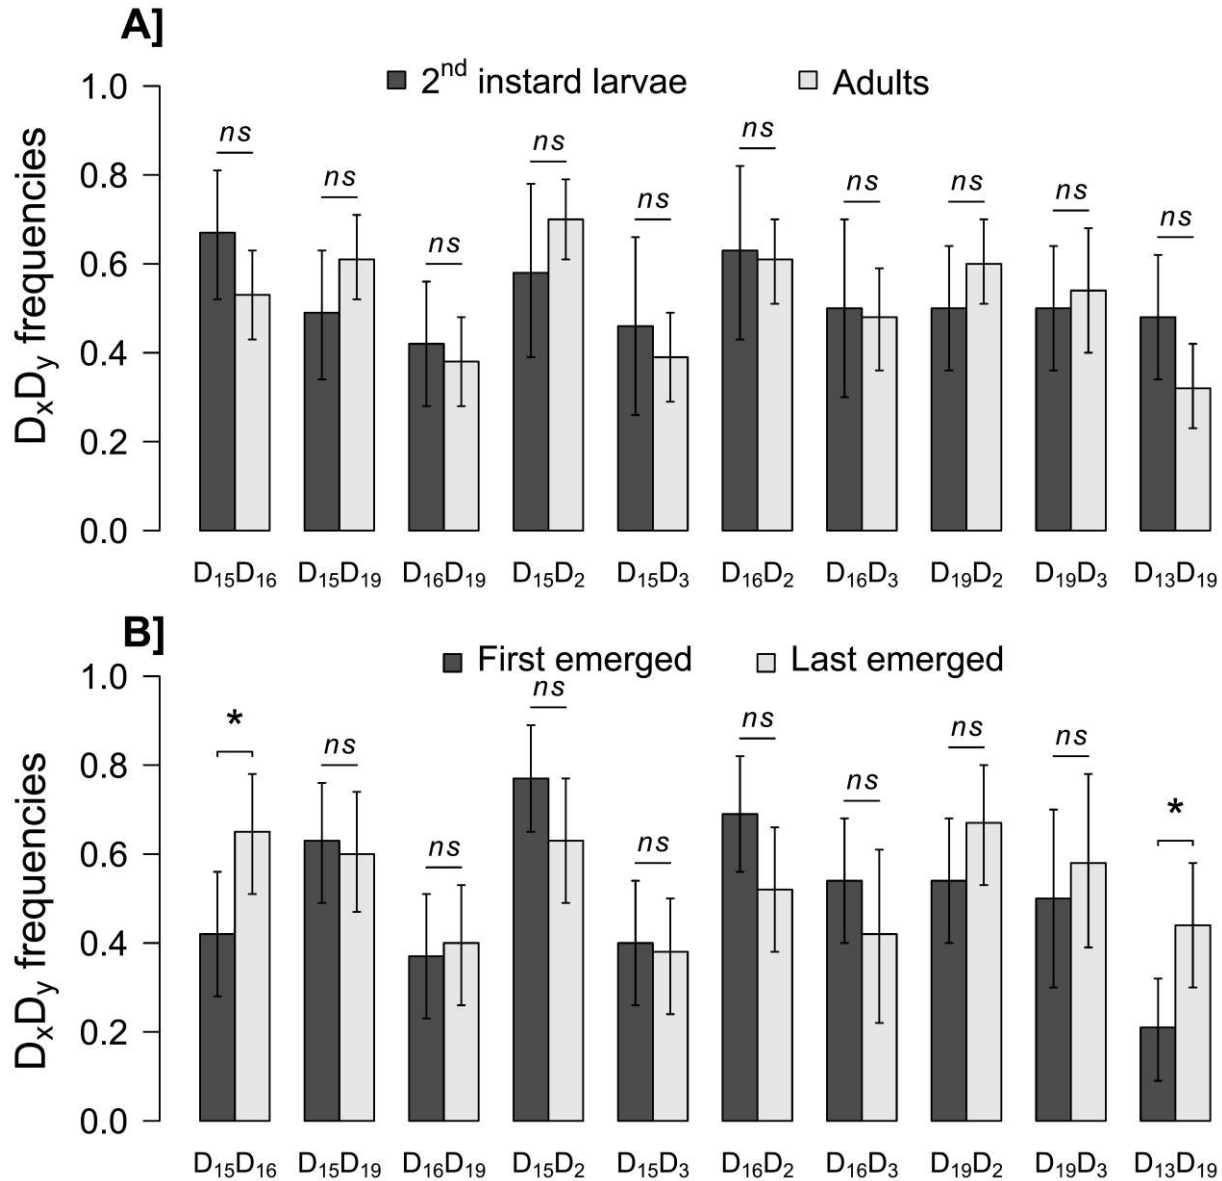 A]
2nd instard larvae Adults
DxDy frequencies
1.0
0.8
0.6
0.4
0.2
0.0
ns ns ns ns ns ns ns ns ns ns
D15D16 D15D19 D16D19 D15D2 D15D3 D16D2 D16D3 D19D2 D19D3 D13D19
B]
First emerged Last emerged
DxDy frequencies
1.0
0.8
0.6
0.4
0.2
0.0
* ns ns ns ns ns ns ns ns *
D15D16 D15D19 D16D19 D15D2 D15D3 D16D2 D16D3 D19D2 D19D3 D13D19